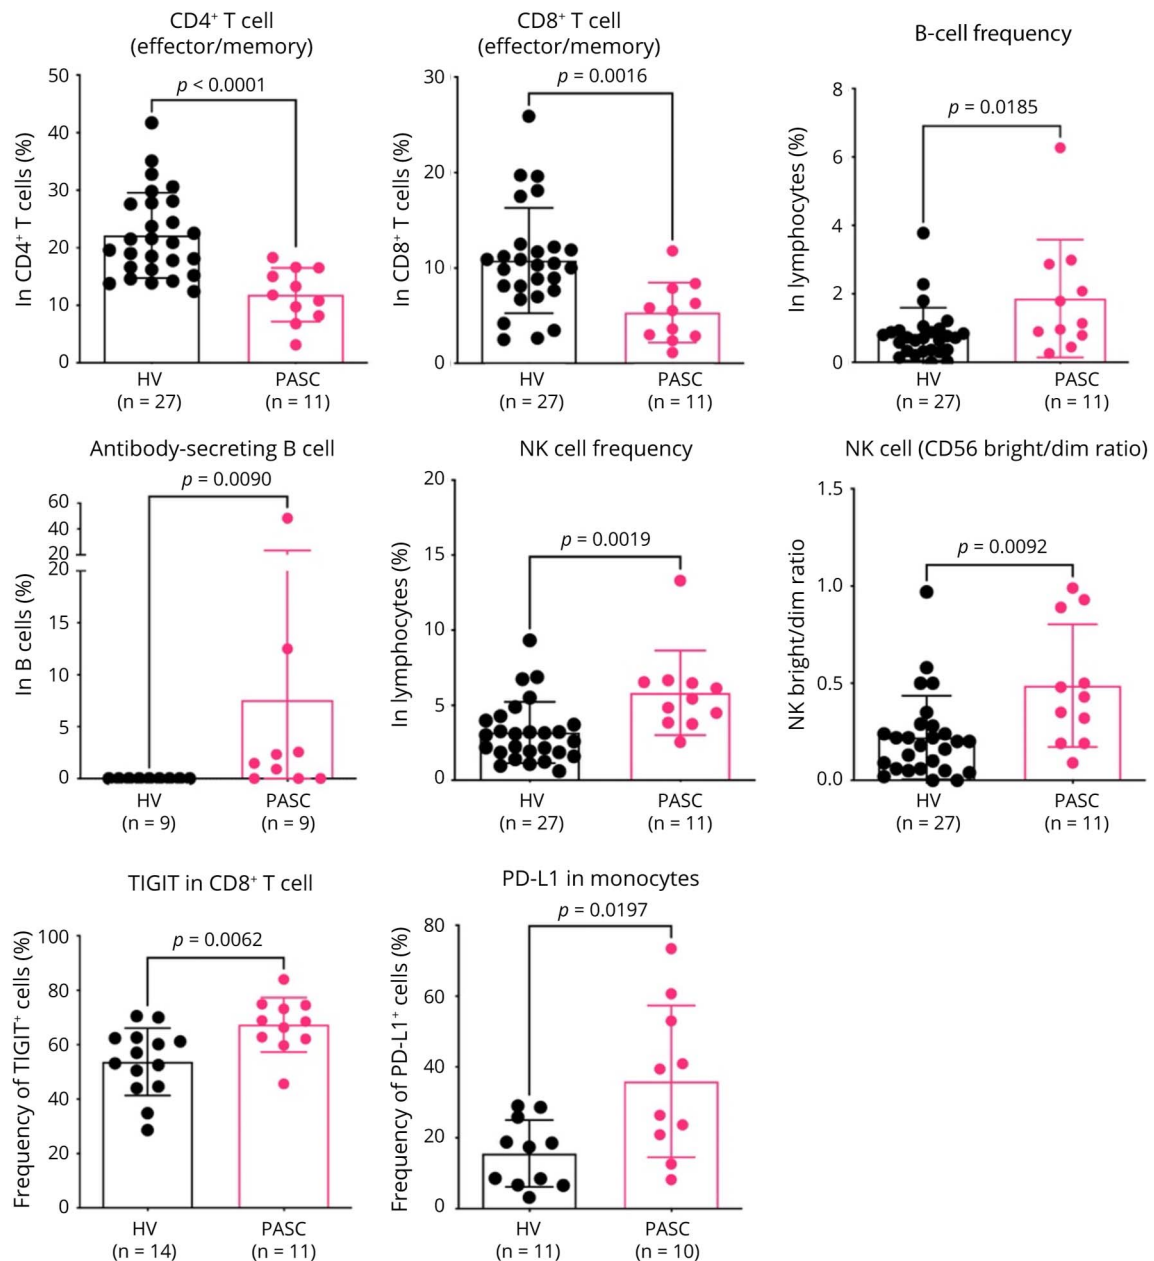 CD4⁺ T cell
(effector/memory)
In CD4⁺ T cells (%)
50
40
30
20
10
0
p < 0.0001
HV
(n = 27)
PASC
(n = 11)
CD8⁺ T cell
(effector/memory)
In CD8⁺ T cells (%)
30
20
10
0
p = 0.0016
HV
(n = 27)
PASC
(n = 11)
B-cell frequency
In lymphocytes (%)
8
6
4
2
0
p = 0.0185
HV
(n = 27)
PASC
(n = 11)
Antibody-secreting B cell
In B cells (%)
60
40
20
20
15
10
5
0
p = 0.0090
HV
(n = 9)
PASC
(n = 9)
NK cell frequency
In lymphocytes (%)
20
15
10
5
0
p = 0.0019
HV
(n = 27)
PASC
(n = 11)
NK cell (CD56 bright/dim ratio)
NK bright/dim ratio
1.5
1.0
0.5
0.0
p = 0.0092
HV
(n = 27)
PASC
(n = 11)
TIGIT in CD8⁺ T cell
Frequency of TIGIT⁺ cells (%)
100
80
60
40
20
0
p = 0.0062
HV
(n = 14)
PASC
(n = 11)
PD-L1 in monocytes
Frequency of PD-L1⁺ cells (%)
80
60
40
20
0
p = 0.0197
HV
(n = 11)
PASC
(n = 10)